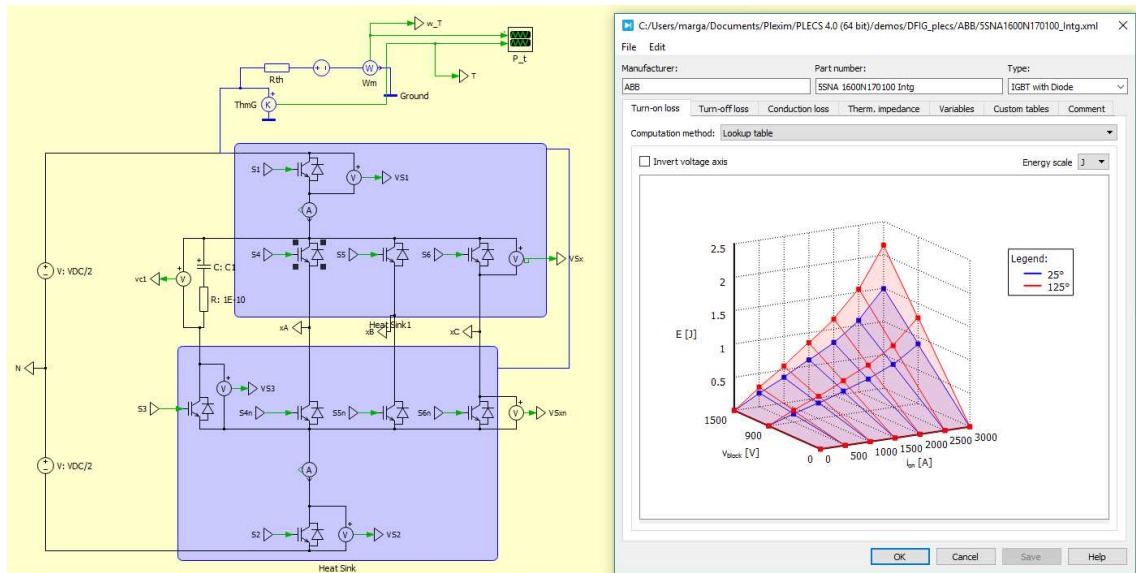 w_T
P_t
Rth
Wm
T
ThmG
K
W
Ground
S1
V
VS1
A
S4
S5
S6
V
VSx
V: VDC/2
vc1
V
C: C1
R: 1E-10
Heat Sink1
xA
xB
xC
N
S3
V
VS3
S4n
S5n
S6n
V
VSxn
V: VDC/2
A
S2
V
VS2
Heat Sink
C:/Users/marga/Documents/Plexim/PLECS 4.0 (64 bit)/demos/DFIG_plecs/ABB/5SNA1600N170100_Intg.xml
File Edit
Manufacturer: Part number: Type:
ABB 5SNA 1600N170100 Intg IGBT with Diode
Turn-on loss Turn-off loss Conduction loss Therm. impedance Variables Custom tables Comment
Computation method: Lookup table
Invert voltage axis Energy scale J
2.5
2
1.5
1
0.5
E [J]
Legend:
25°
125°
1500
900
0
v_block [V]
0
500
1000
1500
2000
2500
3000
i_on [A]
OK Cancel Save Help